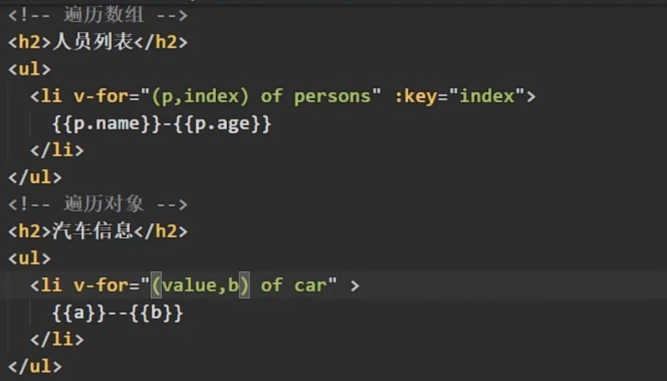 <!-- 遍历数组 -->
<h2>人员列表</h2>
<ul>
<li v-for="(p,index) of persons" :key="index">
{{p.name}}-{{p.age}}
</li>
</ul>
<!-- 遍历对象 -->
<h2>汽车信息</h2>
<ul>
<li v-for="(value,b) of car" >
{{a}}--{{b}}
</li>
</ul>